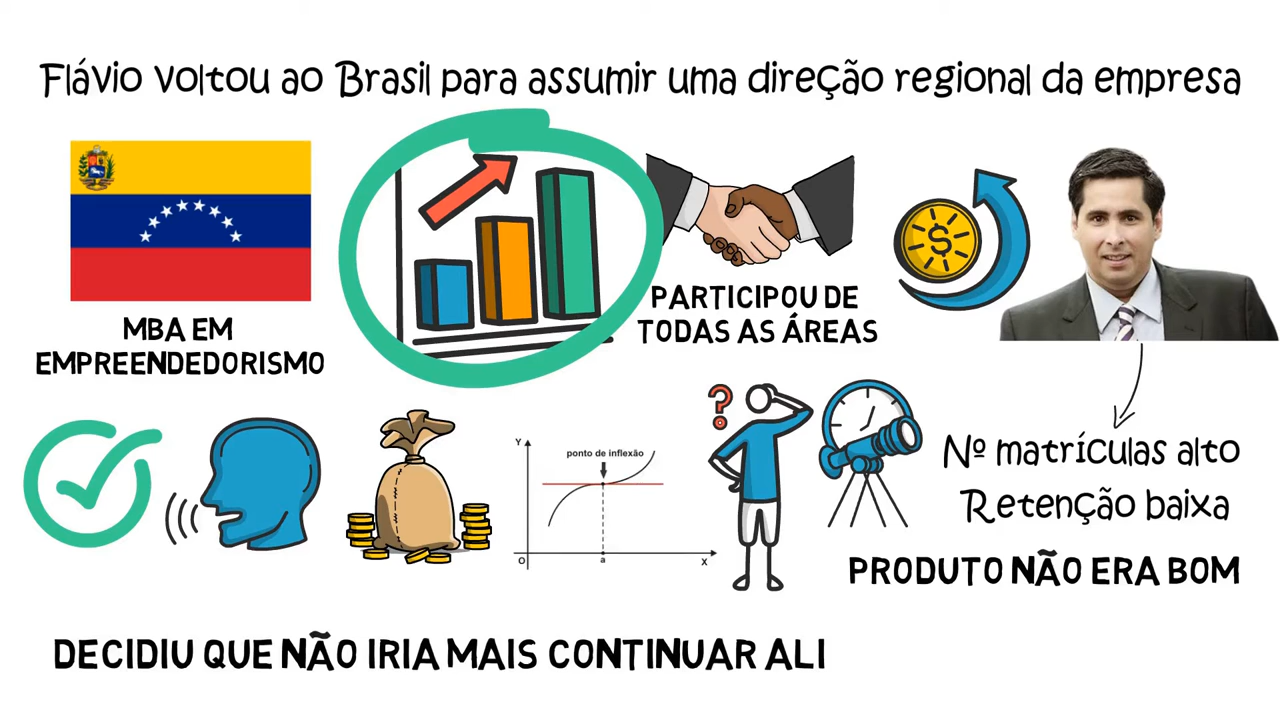 Flávio voltou ao Brasil para assumir uma direção regional da empresa
MBA EM
EMPREENDEDORISMO
PARTICIPOU DE
TODAS AS ÁREAS
$
Y
ponto de inflexão
O
a
X
?
Nº matrículas alto
Retenção baixa
PRODUTO NÃO ERA BOM
DECIDIU QUE NÃO IRIA MAIS CONTINUAR ALI